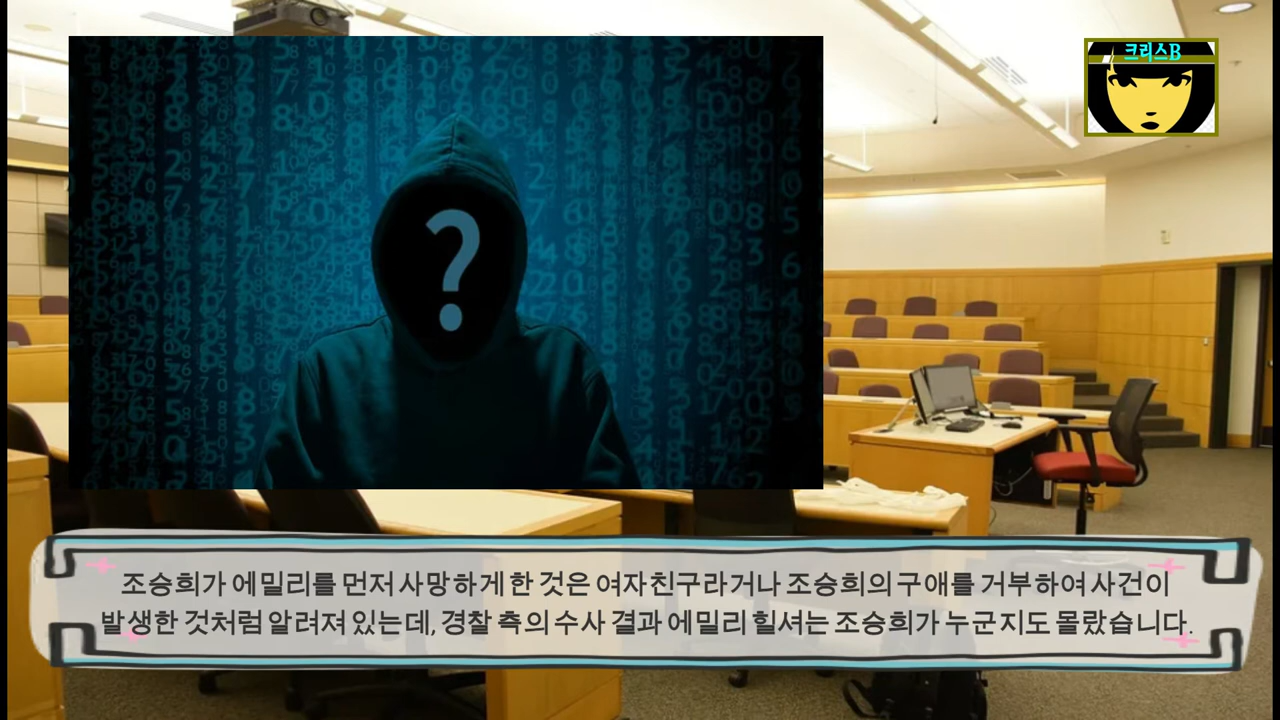 크리스B
?
조승희가 에밀리를 먼저 사망하게 한 것은 여자친구라거나 조승희의 구애를 거부하여 사건이
발생한 것처럼 알려져 있는데, 경찰 측의 수사 결과 에밀리 힐셔는 조승희가 누군지도 몰랐습니다.